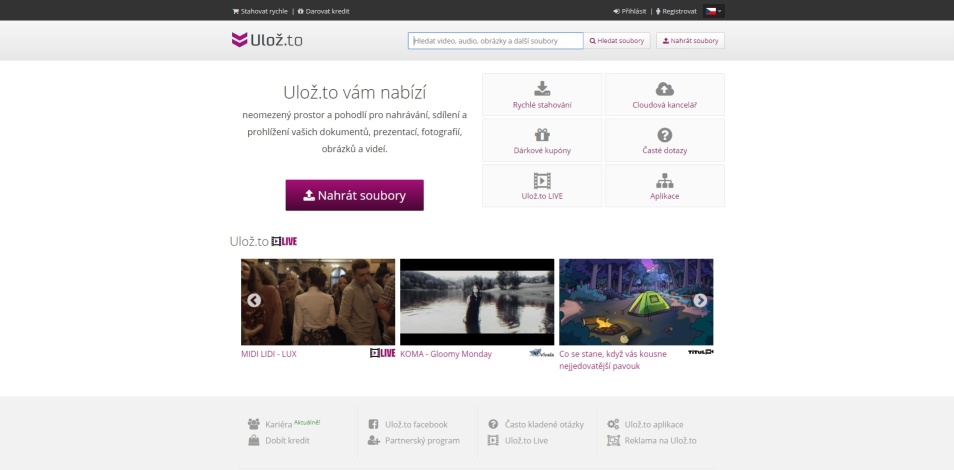 Stahovat rychle | Darovat kredit
Přihlásit | Registrovat
Ulož.to
Hledat video, audio, obrázky a další soubory
Hledat soubory
Nahrát soubory
Ulož.to vám nabízí
neomezený prostor a pohodlí pro nahrávání, sdílení a
prohlížení vašich dokumentů, prezentací, fotografií,
obrázků a videí.
Nahrát soubory
Rychlé stahování
Cloudová kancelář
Dárkové kupóny
Časté dotazy
Ulož.to LIVE
Aplikace
Ulož.to LIVE
MIDI LIDI - LUX
LIVE
KOMA - Gloomy Monday
Co se stane, když vás kousne
nejjedovatější pavouk
Kariéra Aktuálně!
Ulož.to facebook
Často kladené otázky
Ulož.to aplikace
Dobít kredit
Partnerský program
Ulož.to Live
Reklama na Ulož.to